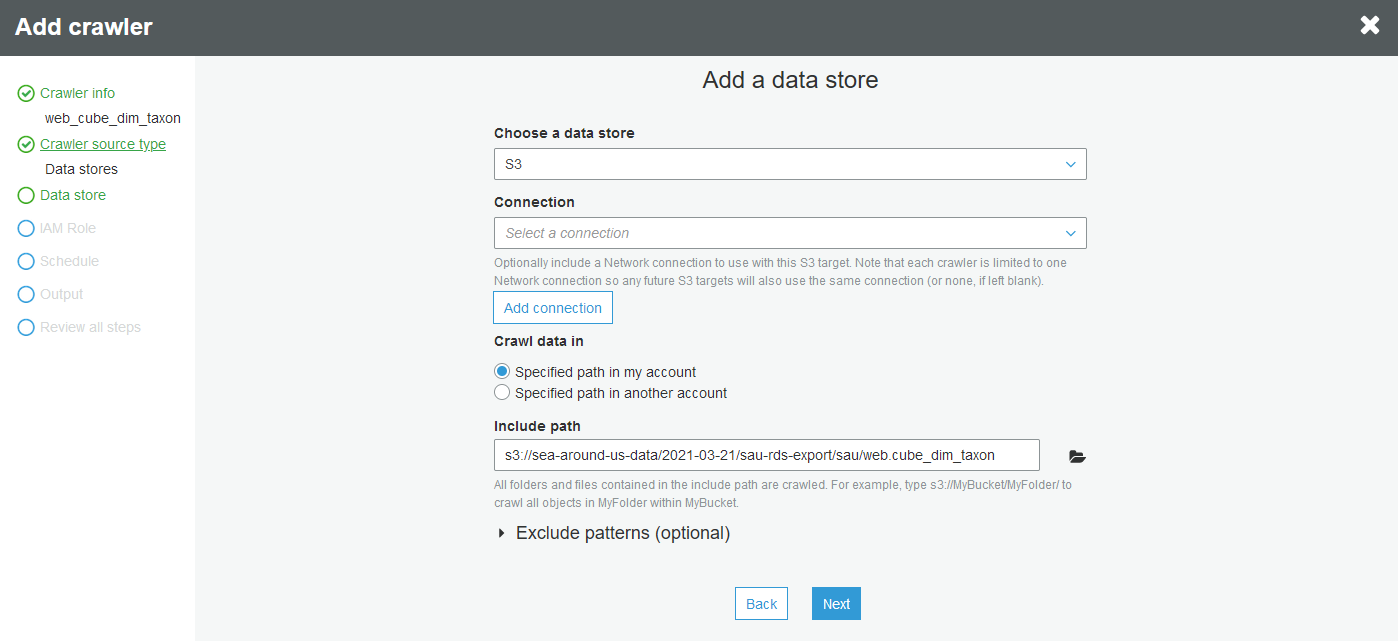 Add crawler
Crawler info
web_cube_dim_taxon
Crawler source type
Data stores
Data store
IAM Role
Schedule
Output
Review all steps
Add a data store
Choose a data store
S3
Connection
Select a connection
Optionally include a Network connection to use with this S3 target. Note that each crawler is limited to one
Network connection so any future S3 targets will also use the same connection (or none, if left blank).
Add connection
Crawl data in
Specified path in my account
Specified path in another account
Include path
s3://sea-around-us-data/2021-03-21/sau-rds-export/sau/web.cube_dim_taxon
All folders and files contained in the include path are crawled. For example, type s3://MyBucket/MyFolder/ to
crawl all objects in MyFolder within MyBucket.
Exclude patterns (optional)
Back
Next